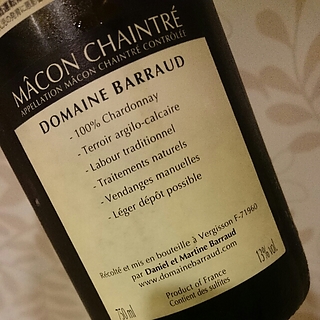 MÂCON CHAINTRÉ
APPELLATION MÂCON CHAINTRÉ CONTRÔLÉE
DOMAINE BARRAUD
- 100% Chardonnay
- Terroir argilo-calcaire
- Labour traditionnel
- Traitements naturels
- Vendanges manuelles
- Léger dépôt possible
Récolté et mis en bouteille à Vergisson F-71960
par Daniel et Martine Barraud
www.domainebarraud.com
750 ml
Product of France
Contient des sulfites
13% vol.